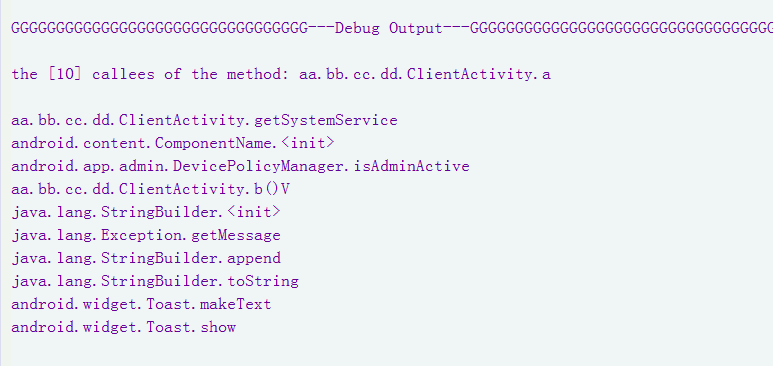 GGGGGGGGGGGGGGGGGGGGGGGGGGGGGGGGG---Debug Output---GGGGGGGGGGGGGGGGGGGGGGGGGGGGGGGGGG
the [10] callees of the method: aa.bb.cc.dd.ClientActivity.a
aa.bb.cc.dd.ClientActivity.getSystemService
android.content.ComponentName.<init>
android.app.admin.DevicePolicyManager.isAdminActive
aa.bb.cc.dd.ClientActivity.b()V
java.lang.StringBuilder.<init>
java.lang.Exception.getMessage
java.lang.StringBuilder.append
java.lang.StringBuilder.toString
android.widget.Toast.makeText
android.widget.Toast.show